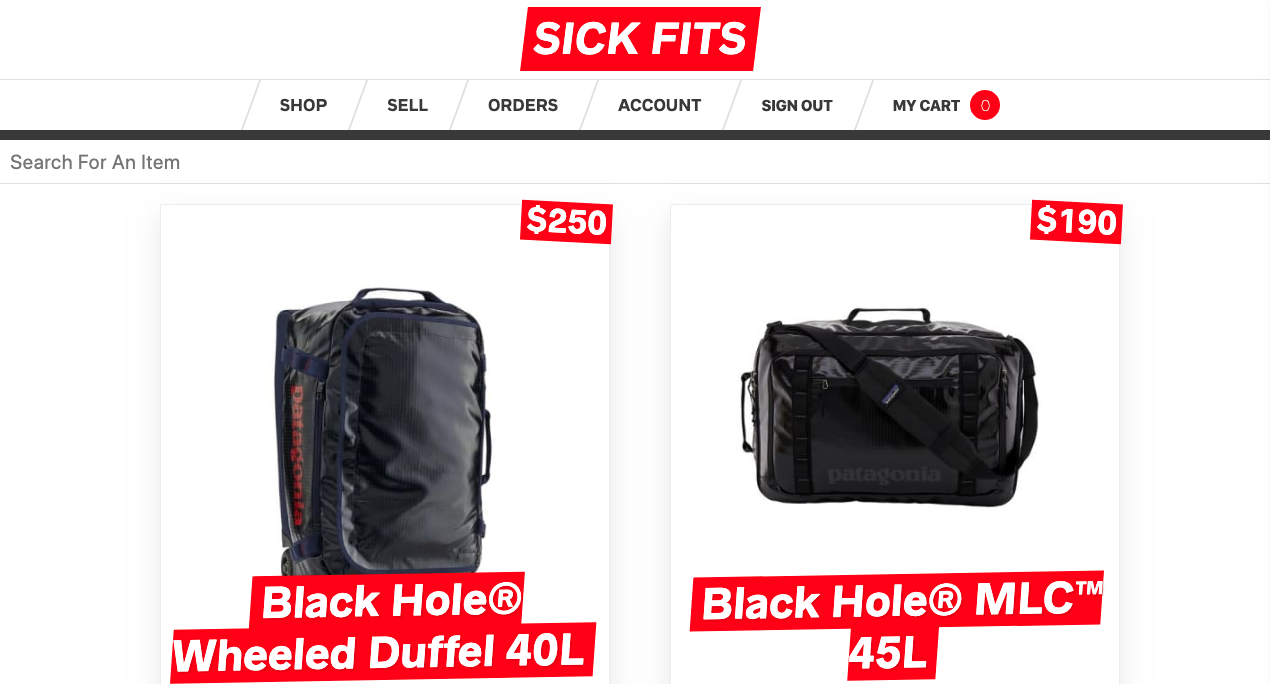 SICK FITS
SHOP
SELL
ORDERS
ACCOUNT
SIGN OUT
MY CART
0
Search For An Item
$250
patagonia
Black Hole®
Wheeled Duffel 40L
$190
patagonia
Black Hole® MLC™
45L